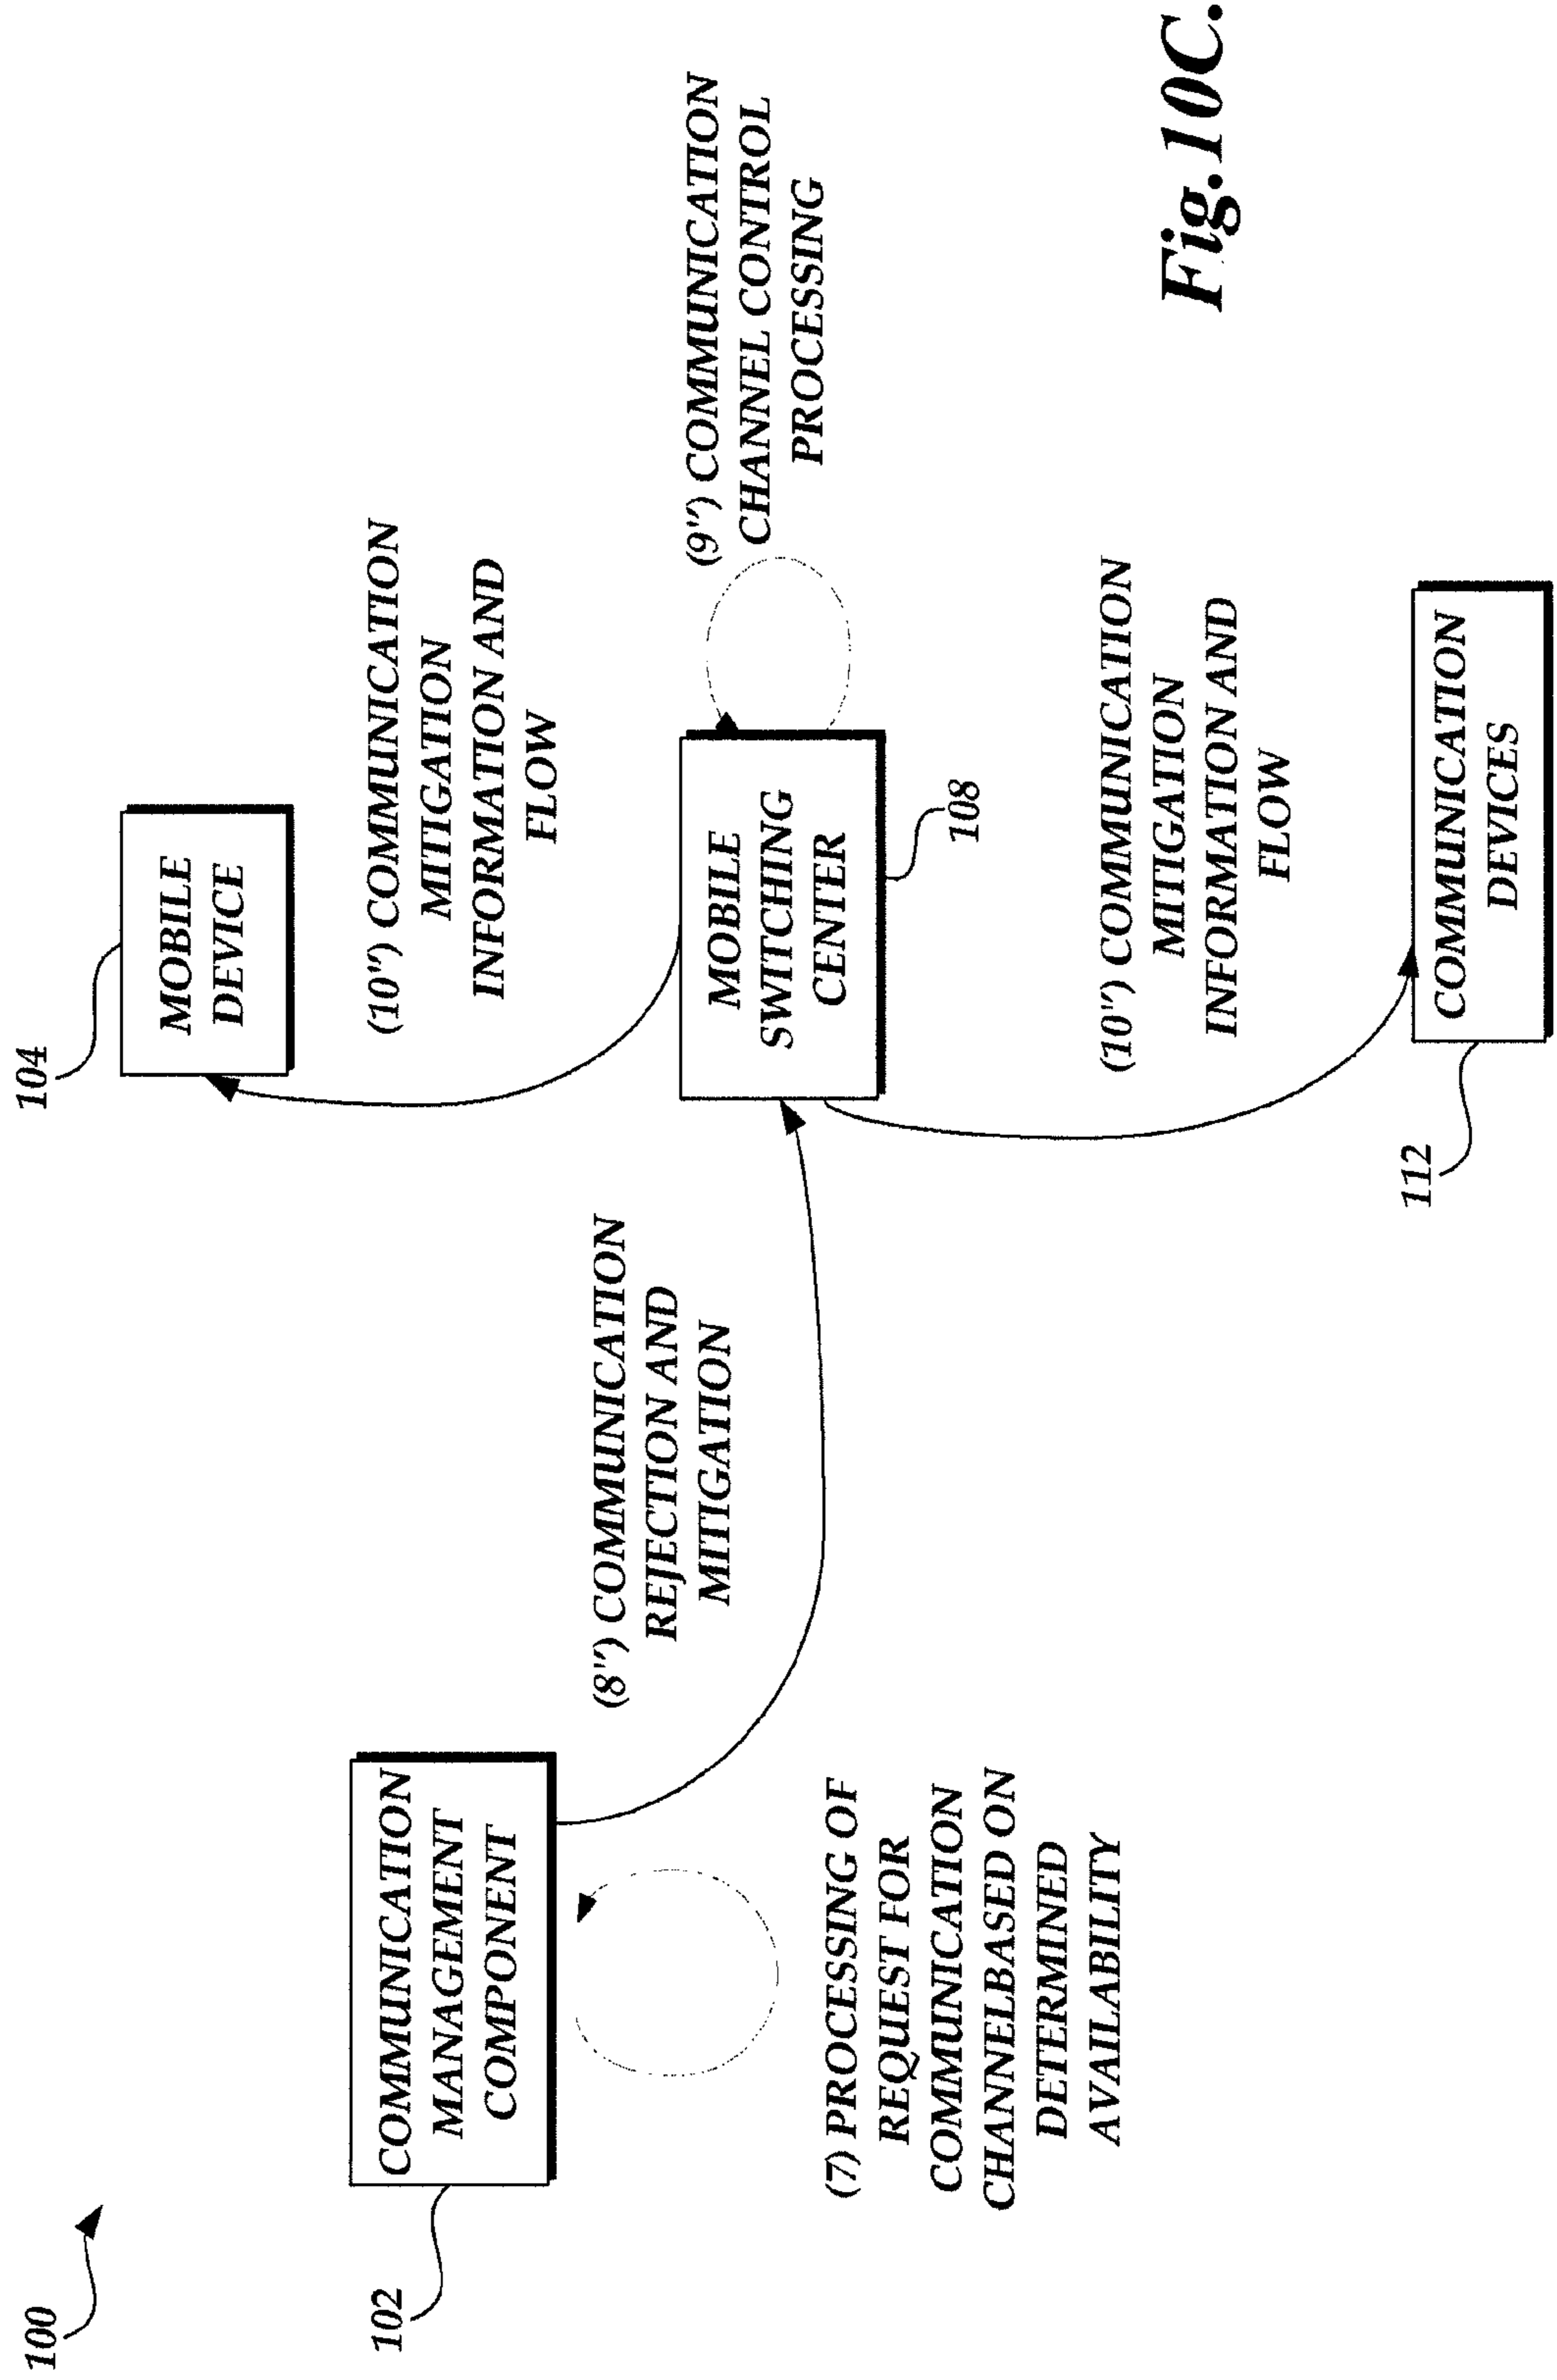 100
102
COMMUNICATION
MANAGEMENT
COMPONENT
(7) PROCESSING OF
REQUEST FOR
COMMUNICATION
CHANNELBASED ON
DETERMINED
AVAILABILITY
(8") COMMUNICATION
REJECTION AND
MITIGATION
104
MOBILE
DEVICE
(10") COMMUNICATION
MITIGATION
INFORMATION AND
FLOW
MOBILE
SWITCHING
CENTER
108
(9") COMMUNICATION
CHANNEL CONTROL
PROCESSING
(10") COMMUNICATION
MITIGATION
INFORMATION AND
FLOW
112
COMMUNICATION
DEVICES
Fig.10C.